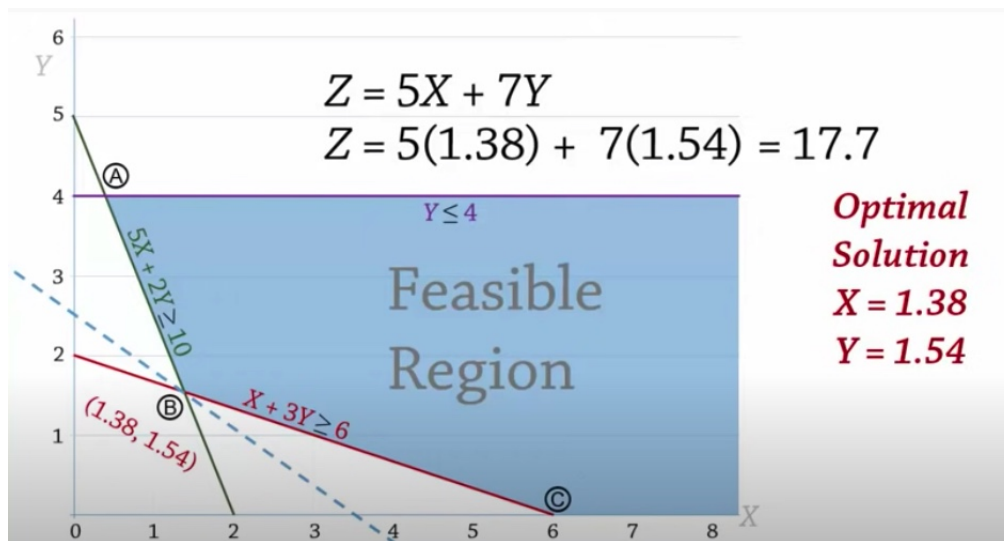 6
Y
5
4
3
2
1
0 1 2 3 4 5 6 7 8 X
Z = 5X + 7Y
Z = 5(1.38) + 7(1.54) = 17.7
Ⓐ
Y ≤ 4
5X + 2Y ≥ 10
Feasible
Region
Ⓑ
(1.38, 1.54)
X + 3Y ≥ 6
Ⓒ
Optimal
Solution
X = 1.38
Y = 1.54